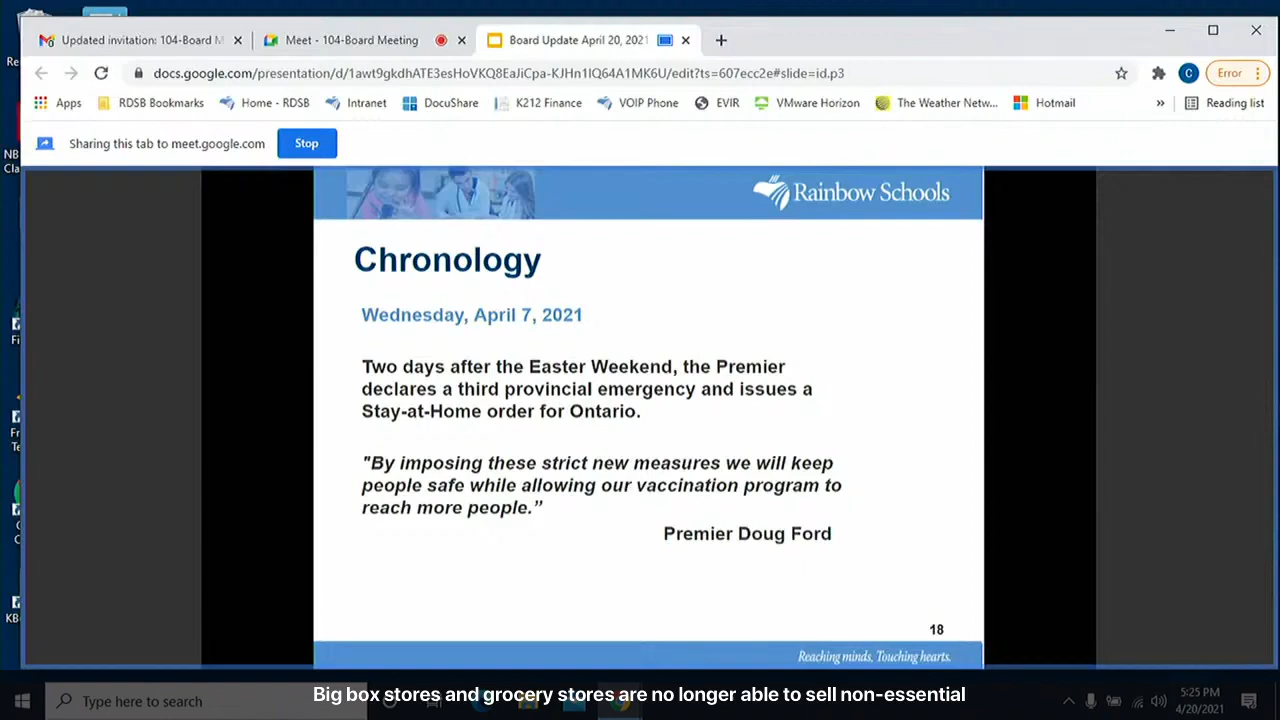 Updated invitation: 104-Board M
Meet - 104-Board Meeting
Board Update April 20, 2021
docs.google.com/presentation/d/1awt9gkdhATE3esHoVKQ8EaJiCpa-KJHn1IQ64A1MK6U/edit?ts=607ecc2e#slide=id.p3
C
Error
Apps
RDSB Bookmarks
Home - RDSB
Intranet
DocuShare
K212 Finance
VOIP Phone
EVIR
VMware Horizon
The Weather Netw...
Hotmail
»
Reading list
Sharing this tab to meet.google.com
Stop
Rainbow Schools
Chronology
Wednesday, April 7, 2021
Two days after the Easter Weekend, the Premier
declares a third provincial emergency and issues a
Stay-at-Home order for Ontario.
"By imposing these strict new measures we will keep
people safe while allowing our vaccination program to
reach more people.”
Premier Doug Ford
18
Reaching minds. Touching hearts.
Big box stores and grocery stores are no longer able to sell non-essential
Type here to search
5:25 PM
4/20/2021